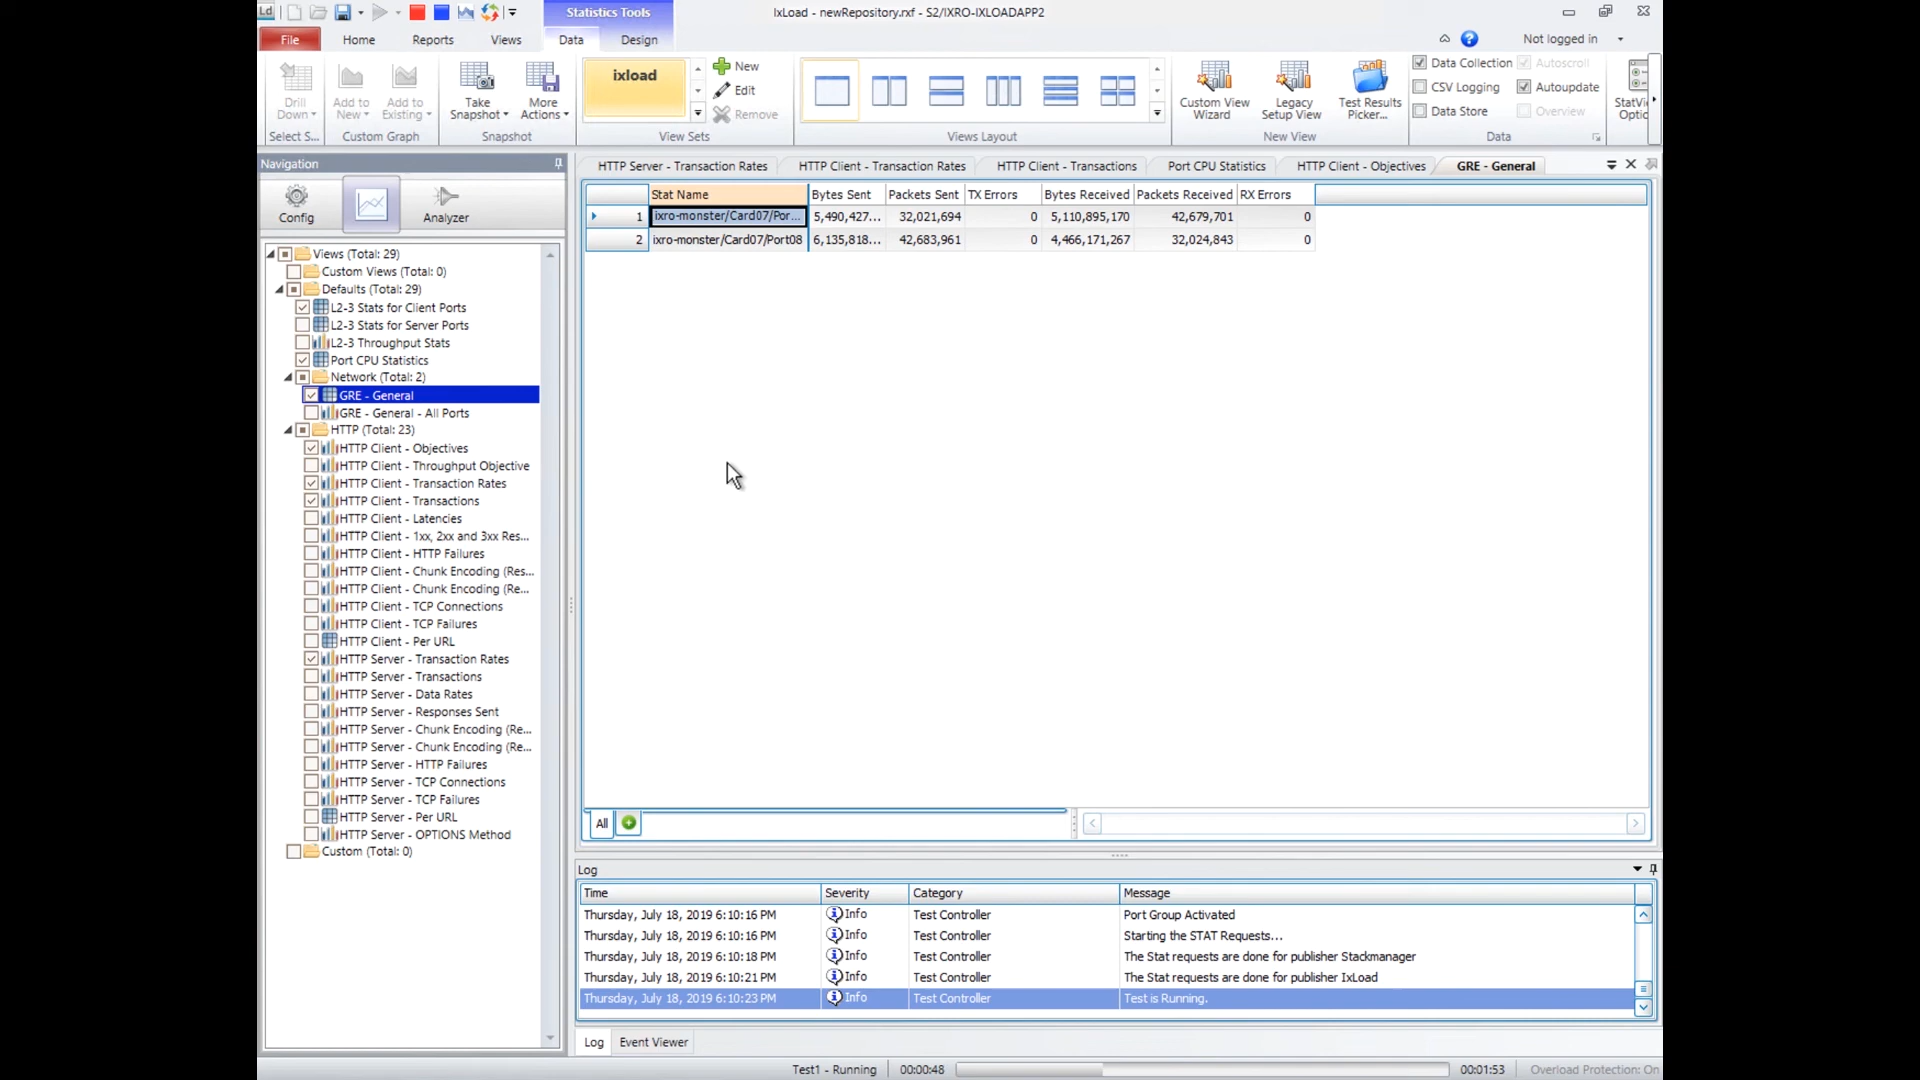 Ld
Statistics Tools
IxLoad - newRepository.rxf - S2/IXRO-IXLOADAPP2
File
Home
Reports
Views
Data
Design
Not logged in
Drill Down
Add to New
Add to Existing
Take Snapshot
More Actions
ixload
New
Edit
Remove
Custom View Wizard
Legacy Setup View
Test Results Picker...
Data Collection
Autoscroll
CSV Logging
Autoupdate
Data Store
Overview
Select S...
Custom Graph
Snapshot
View Sets
Views Layout
New View
Data
Navigation
Config
Analyzer
Views (Total: 29)
Custom Views (Total: 0)
Defaults (Total: 29)
L2-3 Stats for Client Ports
L2-3 Stats for Server Ports
L2-3 Throughput Stats
Port CPU Statistics
Network (Total: 2)
GRE - General
GRE - General - All Ports
HTTP (Total: 23)
HTTP Client - Objectives
HTTP Client - Throughput Objective
HTTP Client - Transaction Rates
HTTP Client - Transactions
HTTP Client - Latencies
HTTP Client - 1xx, 2xx and 3xx Res...
HTTP Client - HTTP Failures
HTTP Client - Chunk Encoding (Res...
HTTP Client - Chunk Encoding (Re...
HTTP Client - TCP Connections
HTTP Client - TCP Failures
HTTP Client - Per URL
HTTP Server - Transaction Rates
HTTP Server - Transactions
HTTP Server - Data Rates
HTTP Server - Responses Sent
HTTP Server - Chunk Encoding (Re...
HTTP Server - Chunk Encoding (Re...
HTTP Server - HTTP Failures
HTTP Server - TCP Connections
HTTP Server - TCP Failures
HTTP Server - Per URL
HTTP Server - OPTIONS Method
Custom (Total: 0)
HTTP Server - Transaction Rates
HTTP Client - Transaction Rates
HTTP Client - Transactions
Port CPU Statistics
HTTP Client - Objectives
GRE - General
Stat Name Bytes Sent Packets Sent TX Errors Bytes Received Packets Received RX Errors
1 ixro-monster/Card07/Por... 5,490,427... 32,021,694 0 5,110,895,170 42,679,701 0
2 ixro-monster/Card07/Port08 6,135,818... 42,683,961 0 4,466,171,267 32,024,843 0
All
Log
Time Severity Category Message
Thursday, July 18, 2019 6:10:16 PM Info Test Controller Port Group Activated
Thursday, July 18, 2019 6:10:16 PM Info Test Controller Starting the STAT Requests...
Thursday, July 18, 2019 6:10:18 PM Info Test Controller The Stat requests are done for publisher Stackmanager
Thursday, July 18, 2019 6:10:21 PM Info Test Controller The Stat requests are done for publisher IxLoad
Thursday, July 18, 2019 6:10:23 PM Info Test Controller Test is Running.
Log
Event Viewer
Test1 - Running
00:00:48
00:01:53
Overload Protection: On